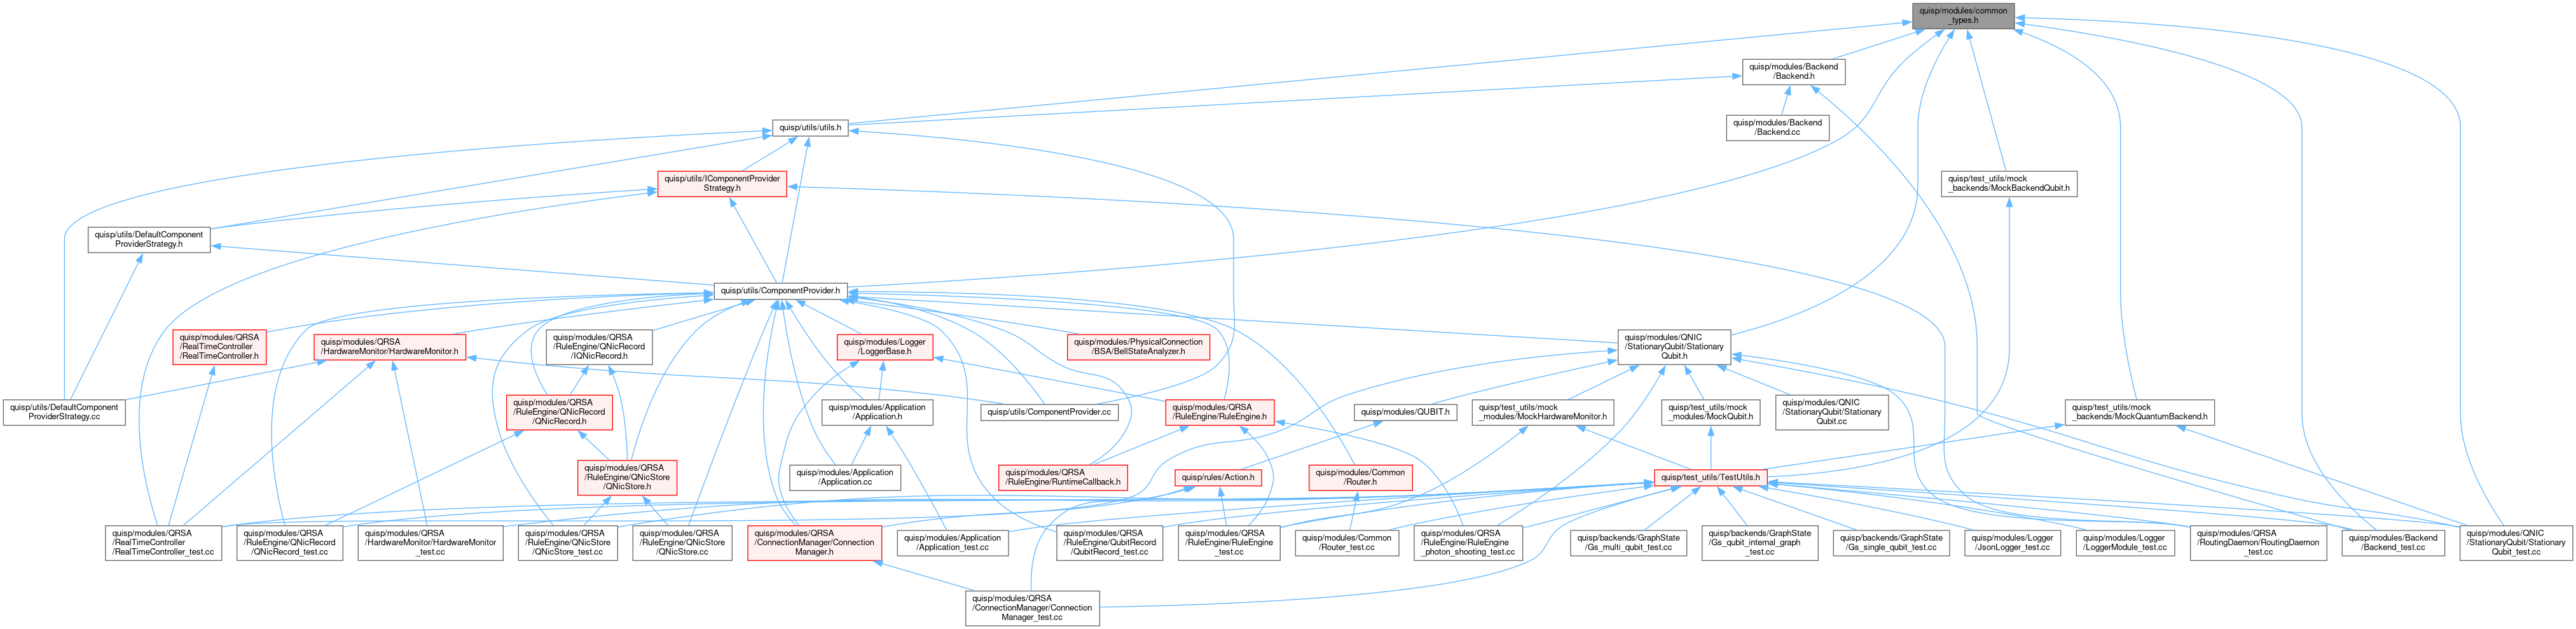 quisp/modules/common
_types.h
quisp/modules/Backend
/Backend.h
quisp/utils/utils.h
quisp/modules/Backend
/Backend.cc
quisp/utils/IComponentProvider
Strategy.h
quisp/test_utils/mock
_backends/MockBackendQubit.h
quisp/utils/DefaultComponent
ProviderStrategy.h
quisp/utils/ComponentProvider.h
quisp/modules/QRSA
/RealTimeController
/RealTimeController.h
quisp/modules/QRSA
/HardwareMonitor/HardwareMonitor.h
quisp/modules/QRSA
/RuleEngine/QNicRecord
/IQNicRecord.h
quisp/modules/Logger
/LoggerBase.h
quisp/modules/PhysicalConnection
/BSA/BellStateAnalyzer.h
quisp/modules/QNIC
/StationaryQubit/Stationary
Qubit.h
quisp/utils/DefaultComponent
ProviderStrategy.cc
quisp/modules/QRSA
/RuleEngine/QNicRecord
/QNicRecord.h
quisp/modules/Application
/Application.h
quisp/utils/ComponentProvider.cc
quisp/modules/QRSA
/RuleEngine/RuleEngine.h
quisp/modules/QUBIT.h
quisp/test_utils/mock
_modules/MockHardwareMonitor.h
quisp/test_utils/mock
_modules/MockQubit.h
quisp/modules/QNIC
/StationaryQubit/Stationary
Qubit.cc
quisp/test_utils/mock
_backends/MockQuantumBackend.h
quisp/modules/QRSA
/RuleEngine/QNicStore
/QNicStore.h
quisp/modules/Application
/Application.cc
quisp/modules/QRSA
/RuleEngine/RuntimeCallback.h
quisp/rules/Action.h
quisp/modules/Common
/Router.h
quisp/test_utils/TestUtils.h
quisp/modules/QRSA
/RealTimeController
/RealTimeController_test.cc
quisp/modules/QRSA
/RuleEngine/QNicRecord
/QNicRecord_test.cc
quisp/modules/QRSA
/HardwareMonitor/HardwareMonitor
_test.cc
quisp/modules/QRSA
/RuleEngine/QNicStore
/QNicStore_test.cc
quisp/modules/QRSA
/RuleEngine/QNicStore
/QNicStore.cc
quisp/modules/QRSA
/ConnectionManager/Connection
Manager.h
quisp/modules/Application
/Application_test.cc
quisp/modules/QRSA
/RuleEngine/QubitRecord
/QubitRecord_test.cc
quisp/modules/QRSA
/RuleEngine/RuleEngine
_test.cc
quisp/modules/Common
/Router_test.cc
quisp/modules/QRSA
/RuleEngine/RuleEngine
_photon_shooting_test.cc
quisp/backends/GraphState
/Gs_multi_qubit_test.cc
quisp/backends/GraphState
/Gs_qubit_internal_graph
_test.cc
quisp/backends/GraphState
/Gs_single_qubit_test.cc
quisp/modules/Logger
/JsonLogger_test.cc
quisp/modules/Logger
/LoggerModule_test.cc
quisp/modules/QRSA
/RoutingDaemon/RoutingDaemon
_test.cc
quisp/modules/Backend
/Backend_test.cc
quisp/modules/QNIC
/StationaryQubit/Stationary
Qubit_test.cc
quisp/modules/QRSA
/ConnectionManager/Connection
Manager_test.cc